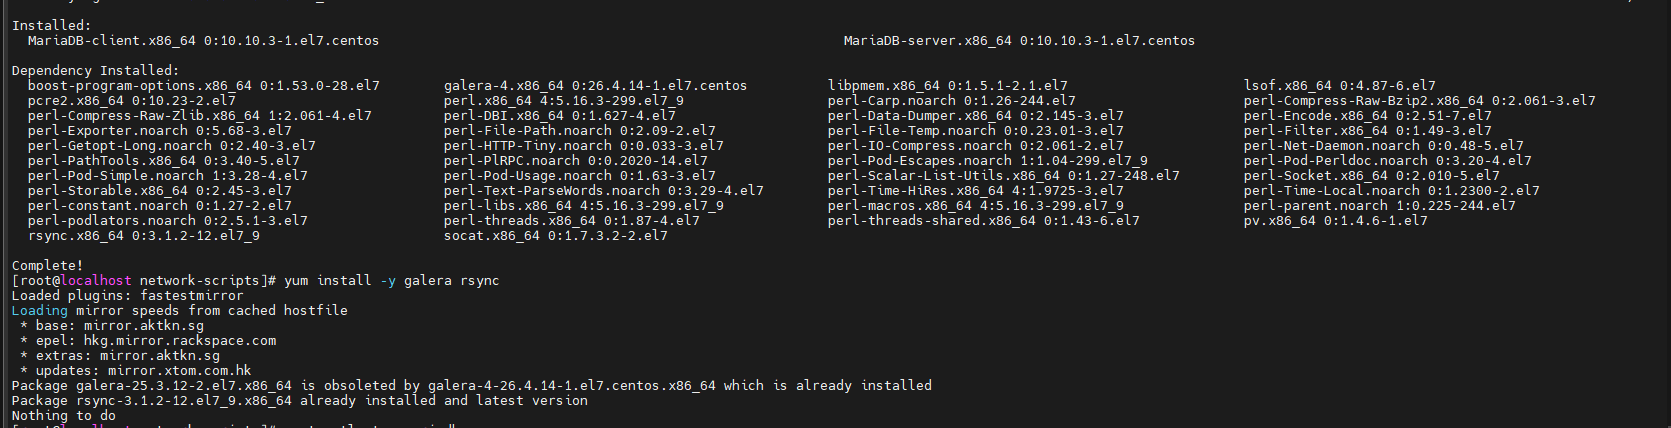 Installed:
MariaDB-client.x86_64 0:10.10.3-1.el7.centos MariaDB-server.x86_64 0:10.10.3-1.el7.centos
Dependency Installed:
boost-program-options.x86_64 0:1.53.0-28.el7 galera-4.x86_64 0:26.4.14-1.el7.centos libpmem.x86_64 0:1.5.1-2.1.el7 lsof.x86_64 0:4.87-6.el7
pcre2.x86_64 0:10.23-2.el7 perl.x86_64 4:5.16.3-299.el7_9 perl-Carp.noarch 0:1.26-244.el7 perl-Compress-Raw-Bzip2.x86_64 0:2.061-3.el7
perl-Compress-Raw-Zlib.x86_64 1:2.061-4.el7 perl-DBI.x86_64 0:1.627-4.el7 perl-Data-Dumper.x86_64 0:2.145-3.el7 perl-Encode.x86_64 0:2.51-7.el7
perl-Exporter.noarch 0:5.68-3.el7 perl-File-Path.noarch 0:2.09-2.el7 perl-File-Temp.noarch 0:0.23.01-3.el7 perl-Filter.x86_64 0:1.49-3.el7
perl-Getopt-Long.noarch 0:2.40-3.el7 perl-HTTP-Tiny.noarch 0:0.033-3.el7 perl-IO-Compress.noarch 0:2.061-2.el7 perl-Net-Daemon.noarch 0:0.48-5.el7
perl-PathTools.x86_64 0:3.40-5.el7 perl-PlRPC.noarch 0:0.2020-14.el7 perl-Pod-Escapes.noarch 1:1.04-299.el7_9 perl-Pod-Perldoc.noarch 0:3.20-4.el7
perl-Pod-Simple.noarch 1:3.28-4.el7 perl-Pod-Usage.noarch 0:1.63-3.el7 perl-Scalar-List-Utils.x86_64 0:1.27-248.el7 perl-Socket.x86_64 0:2.010-5.el7
perl-Storable.x86_64 0:2.45-3.el7 perl-Text-ParseWords.noarch 0:3.29-4.el7 perl-Time-HiRes.x86_64 4:1.9725-3.el7 perl-Time-Local.noarch 0:1.2300-2.el7
perl-constant.noarch 0:1.27-2.el7 perl-libs.x86_64 4:5.16.3-299.el7_9 perl-macros.x86_64 4:5.16.3-299.el7_9 perl-parent.noarch 1:0.225-244.el7
perl-podlators.noarch 0:2.5.1-3.el7 perl-threads.x86_64 0:1.87-4.el7 perl-threads-shared.x86_64 0:1.43-6.el7 pv.x86_64 0:1.4.6-1.el7
rsync.x86_64 0:3.1.2-12.el7_9 socat.x86_64 0:1.7.3.2-2.el7
Complete!
[root@localhost network-scripts]# yum install -y galera rsync
Loaded plugins: fastestmirror
Loading mirror speeds from cached hostfile
* base: mirror.aktkn.sg
* epel: hkg.mirror.rackspace.com
* extras: mirror.aktkn.sg
* updates: mirror.xtom.com.hk
Package galera-25.3.12-2.el7.x86_64 is obsoleted by galera-4-26.4.14-1.el7.centos.x86_64 which is already installed
Package rsync-3.1.2-12.el7_9.x86_64 already installed and latest version
Nothing to do